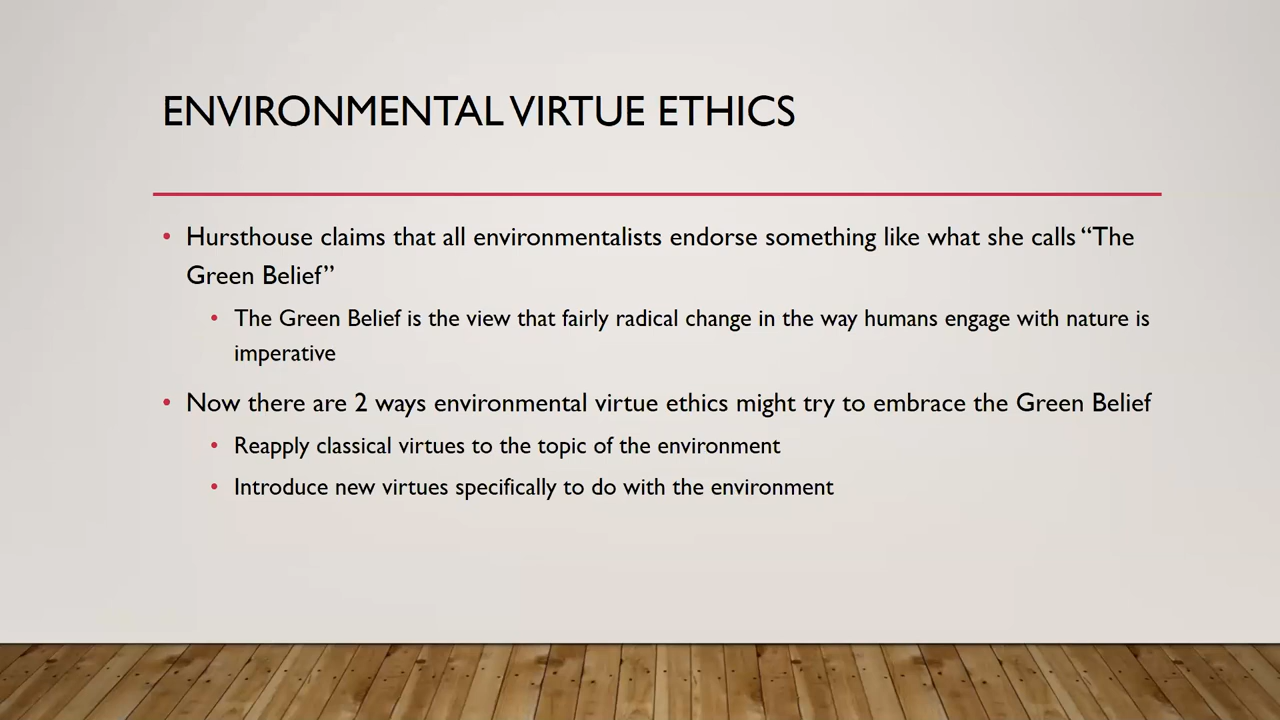 ENVIRONMENTAL VIRTUE ETHICS
• Hursthouse claims that all environmentalists endorse something like what she calls “The
Green Belief”
• The Green Belief is the view that fairly radical change in the way humans engage with nature is
imperative
• Now there are 2 ways environmental virtue ethics might try to embrace the Green Belief
• Reapply classical virtues to the topic of the environment
• Introduce new virtues specifically to do with the environment